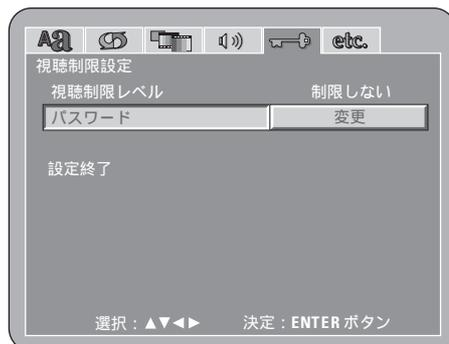 Aa etc.
視聴制限設定
視聴制限レベル 制限しない
パスワード 変更
設定終了
選択：▲▼◀▶ 決定：ENTER ボタン